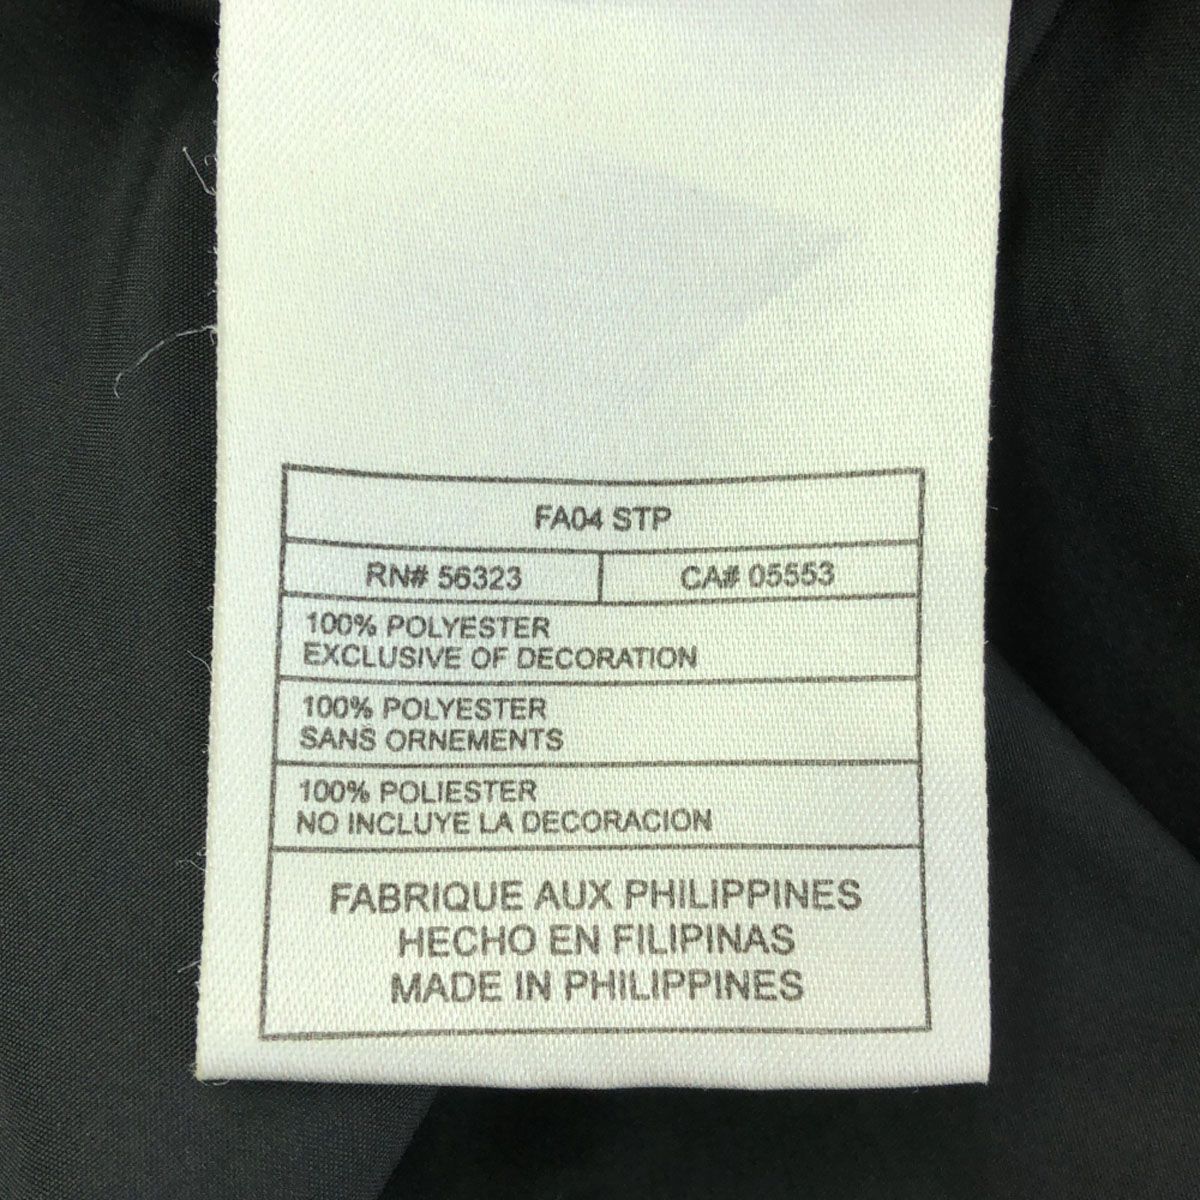 FA04 STP
RN# 56323 CA# 05553
100% POLYESTER
EXCLUSIVE OF DECORATION
100% POLYESTER
SANS ORNEMENTS
100% POLIESTER
NO INCLUYE LA DECORACION
FABRIQUE AUX PHILIPPINES
HECHO EN FILIPINAS
MADE IN PHILIPPINES